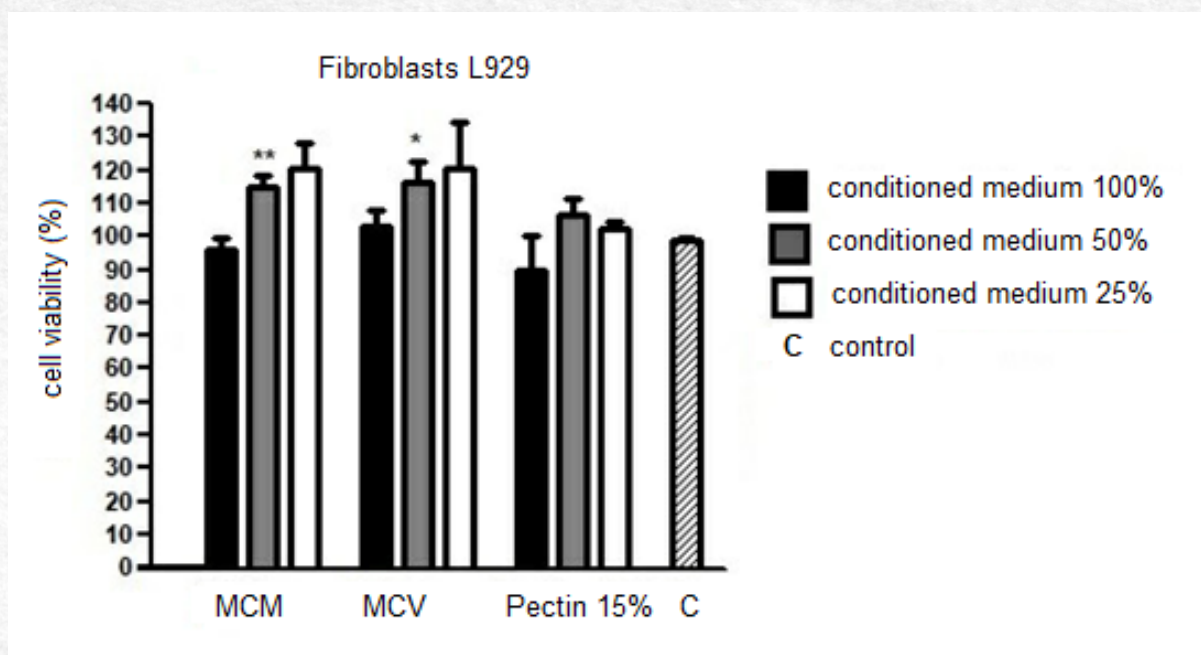 Fibroblasts L929
cell viability (%)
140
130
120
110
100
90
80
70
60
50
40
30
20
10
0
**
*
MCM MCV Pectin 15% C
conditioned medium 100%
conditioned medium 50%
conditioned medium 25%
C control